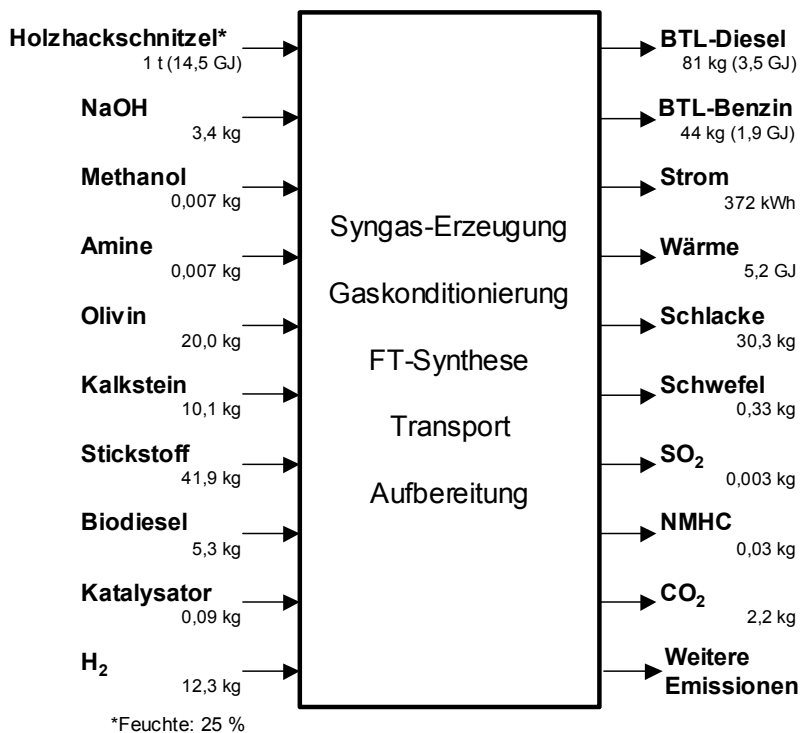 Holzhackschnitzel*
1 t (14,5 GJ)
NaOH
3,4 kg
Methanol
0,007 kg
Amine
0,007 kg
Olivin
20,0 kg
Kalkstein
10,1 kg
Stickstoff
41,9 kg
Biodiesel
5,3 kg
Katalysator
0,09 kg
H₂
12,3 kg
*Feuchte: 25 %
Syngas-Erzeugung
Gaskonditionierung
FT-Synthese
Transport
Aufbereitung
BTL-Diesel
81 kg (3,5 GJ)
BTL-Benzin
44 kg (1,9 GJ)
Strom
372 kWh
Wärme
5,2 GJ
Schlacke
30,3 kg
Schwefel
0,33 kg
SO₂
0,003 kg
NMHC
0,03 kg
CO₂
2,2 kg
Weitere
Emissionen